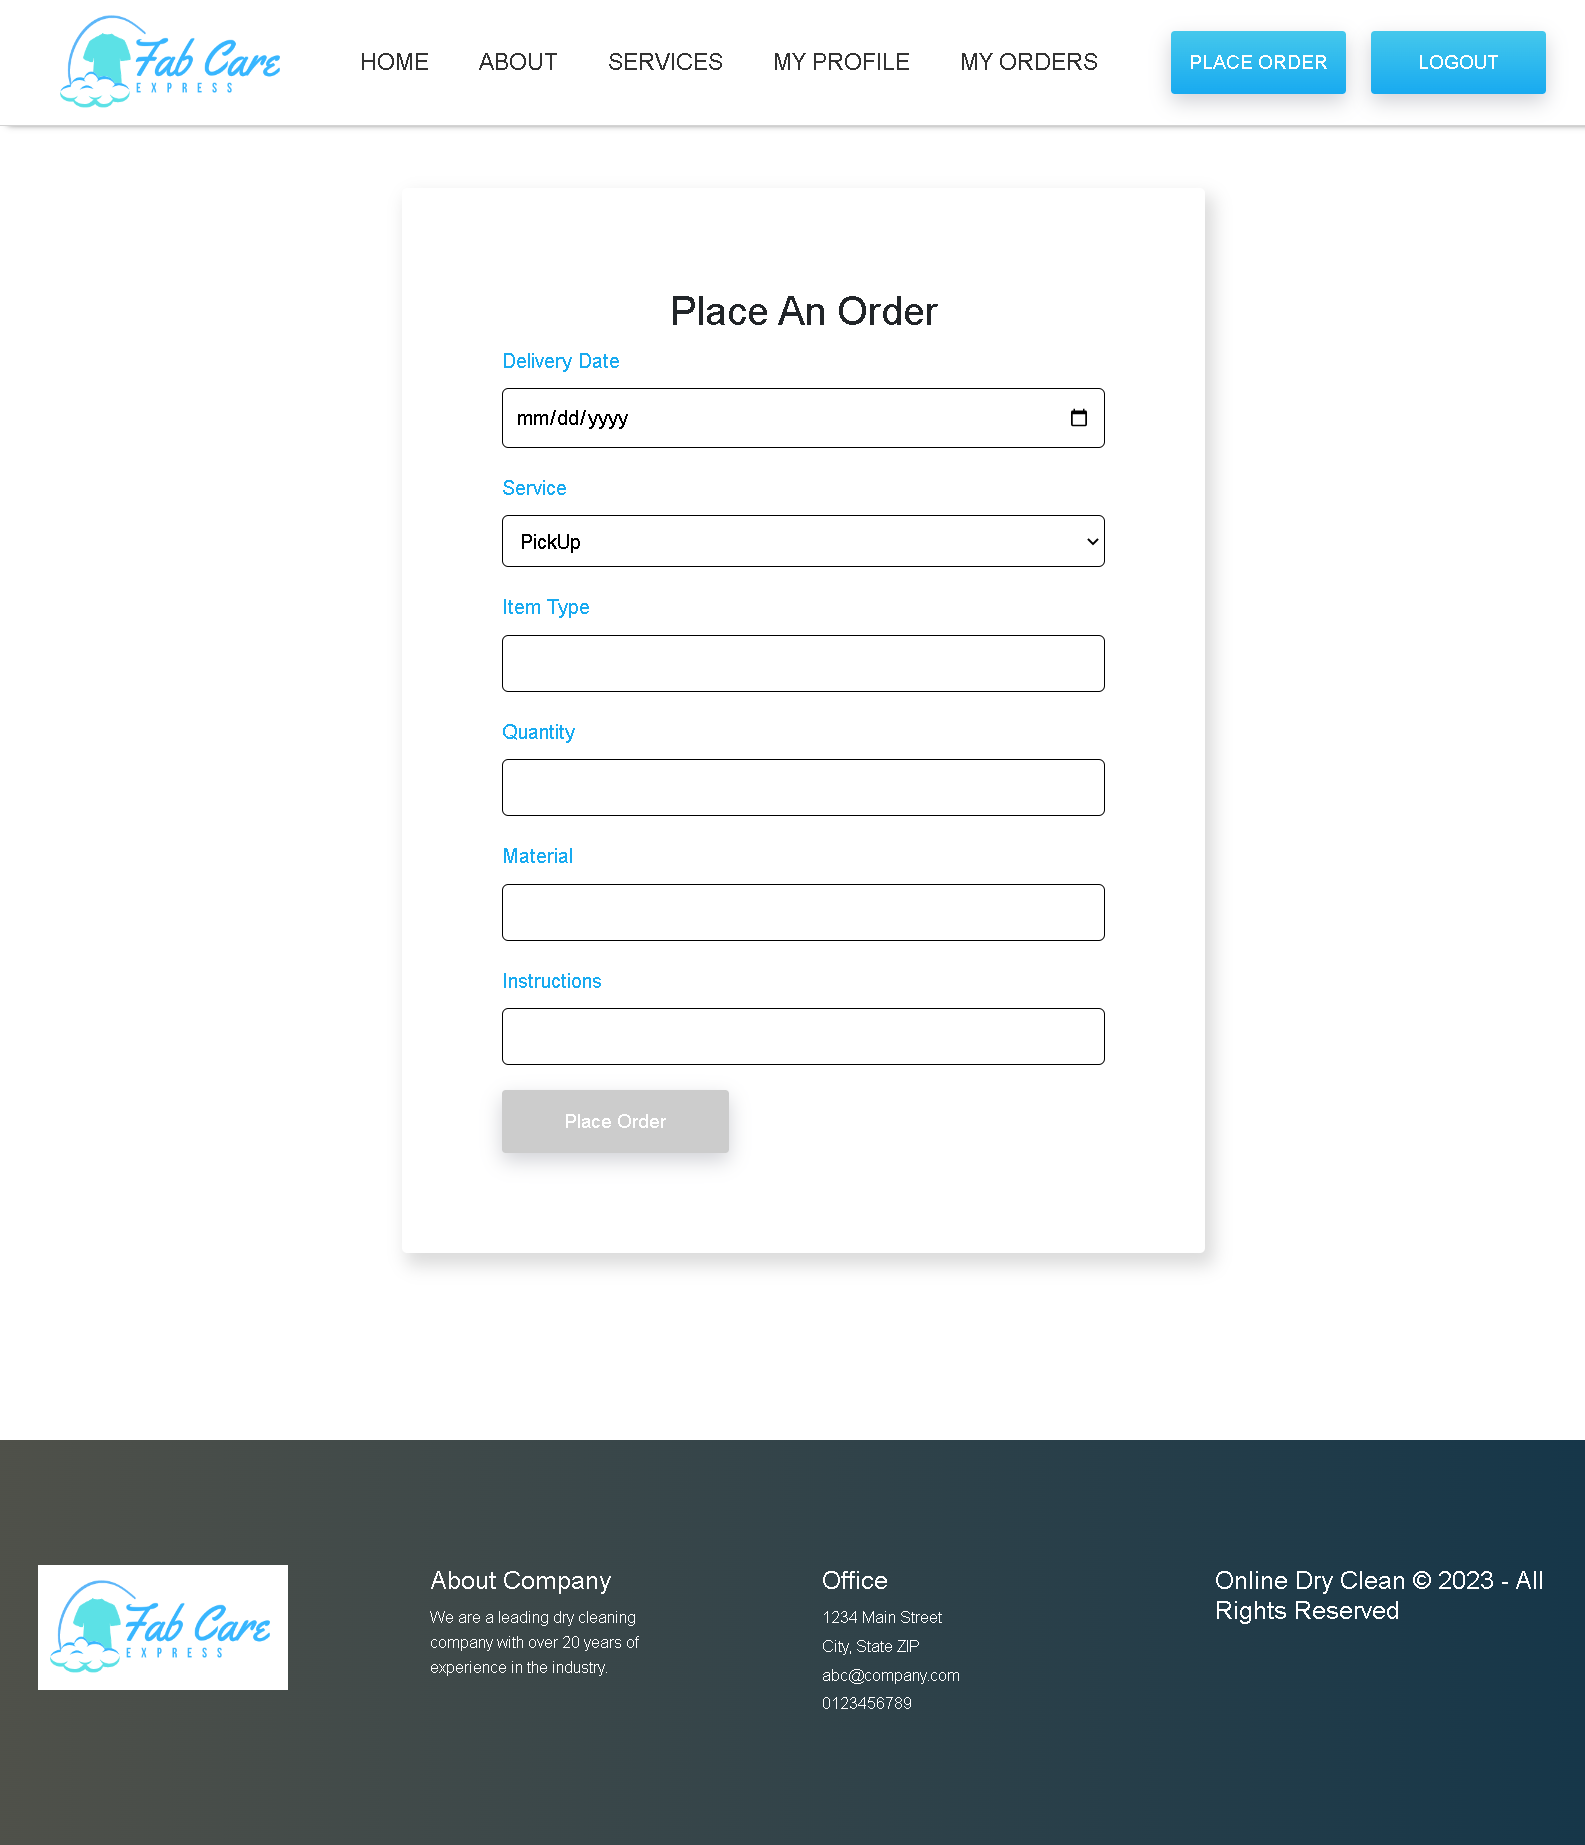 Fab Care
EXPRESS
HOME ABOUT SERVICES MY PROFILE MY ORDERS PLACE ORDER LOGOUT
Place An Order
Delivery Date
mm/dd/yyyy
Service
PickUp
Item Type
Quantity
Material
Instructions
Place Order
Fab Care
EXPRESS
About Company
We are a leading dry cleaning
company with over 20 years of
experience in the industry.
Office
1234 Main Street
City, State ZIP
abc@company.com
0123456789
Online Dry Clean © 2023 - All
Rights Reserved